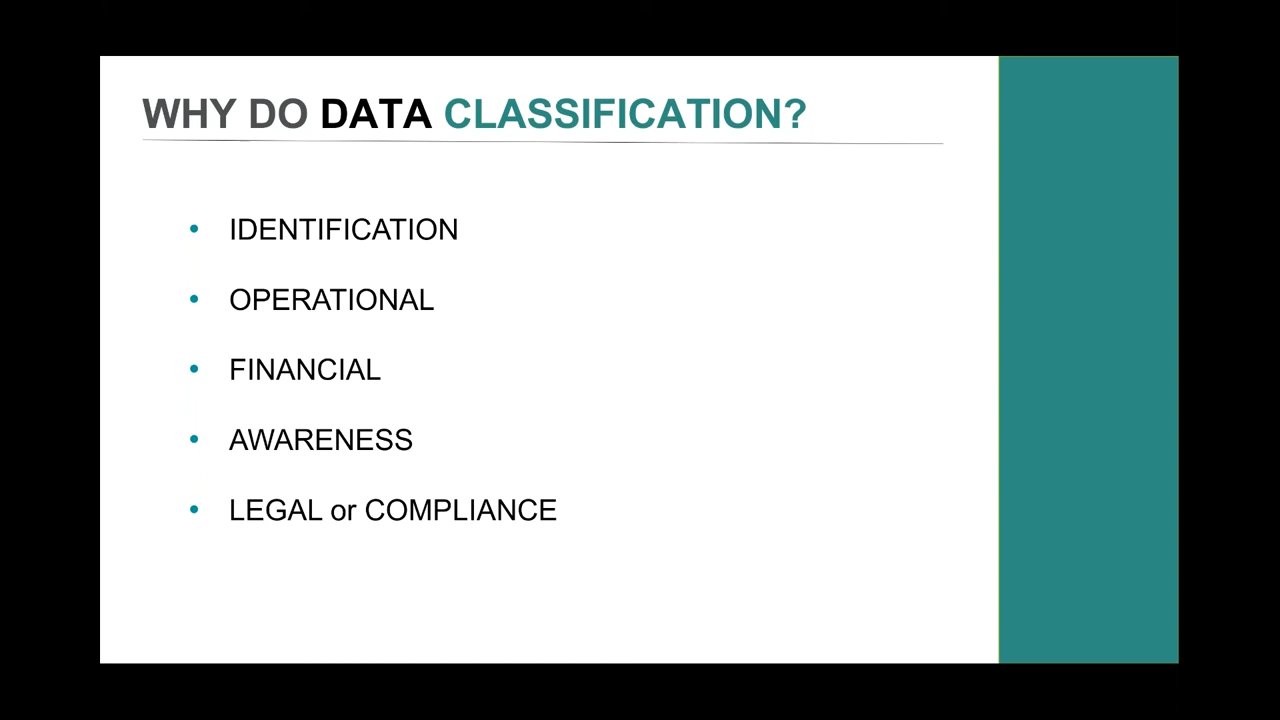 WHY DO DATA CLASSIFICATION?
• IDENTIFICATION
• OPERATIONAL
• FINANCIAL
• AWARENESS
• LEGAL or COMPLIANCE